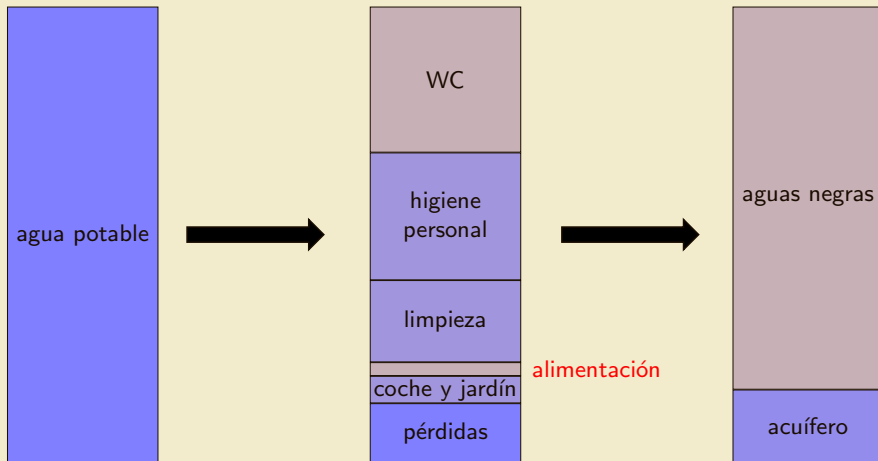 agua potable
WC
higiene
personal
limpieza
alimentación
coche y jardín
pérdidas
aguas negras
acuífero